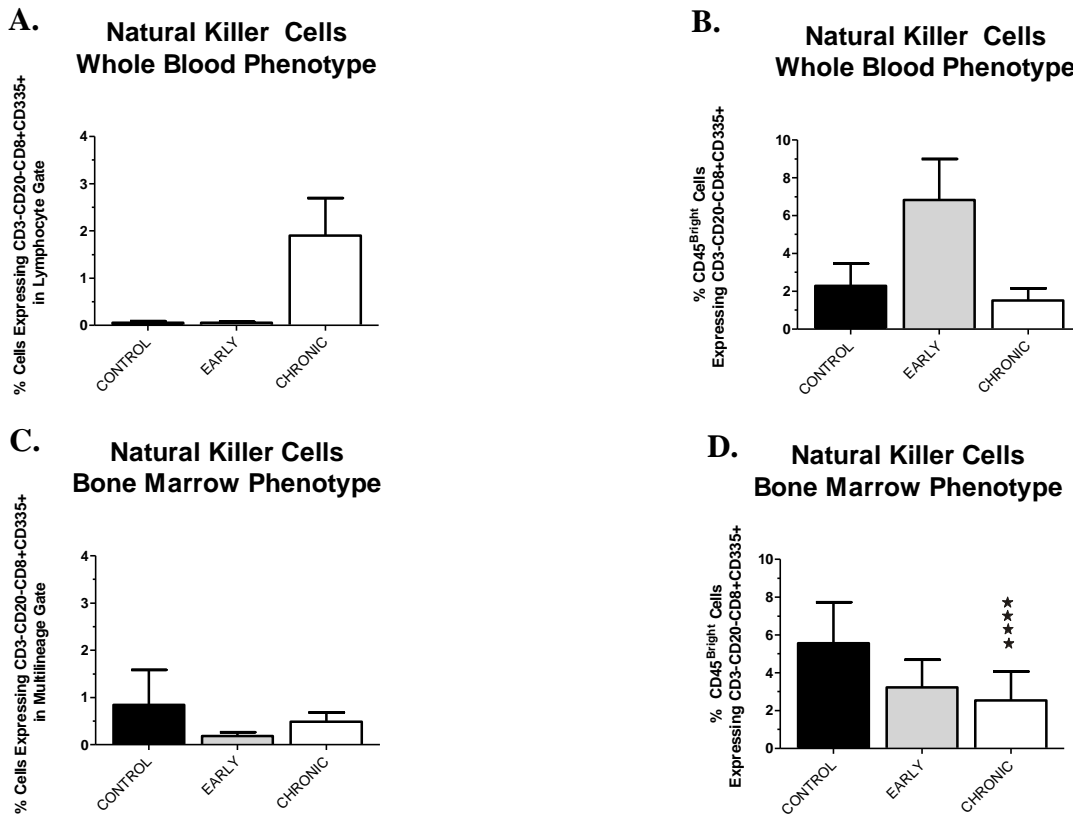 A.
Natural Killer Cells
Whole Blood Phenotype
% Cells Expressing CD3-CD20-CD8+CD335+
in Lymphocyte Gate
4
3
2
1
0
CONTROL
EARLY
CHRONIC
B.
Natural Killer Cells
Whole Blood Phenotype
% CD45Bright Cells
Expressing CD3-CD20-CD8+CD335+
10
8
6
4
2
0
CONTROL
EARLY
CHRONIC
C.
Natural Killer Cells
Bone Marrow Phenotype
% Cells Expressing CD3-CD20-CD8+CD335+
in Multilineage Gate
4
3
2
1
0
CONTROL
EARLY
CHRONIC
D.
Natural Killer Cells
Bone Marrow Phenotype
% CD45Bright Cells
Expressing CD3-CD20-CD8+CD335+
10
8
6
4
2
0
CONTROL
EARLY
CHRONIC